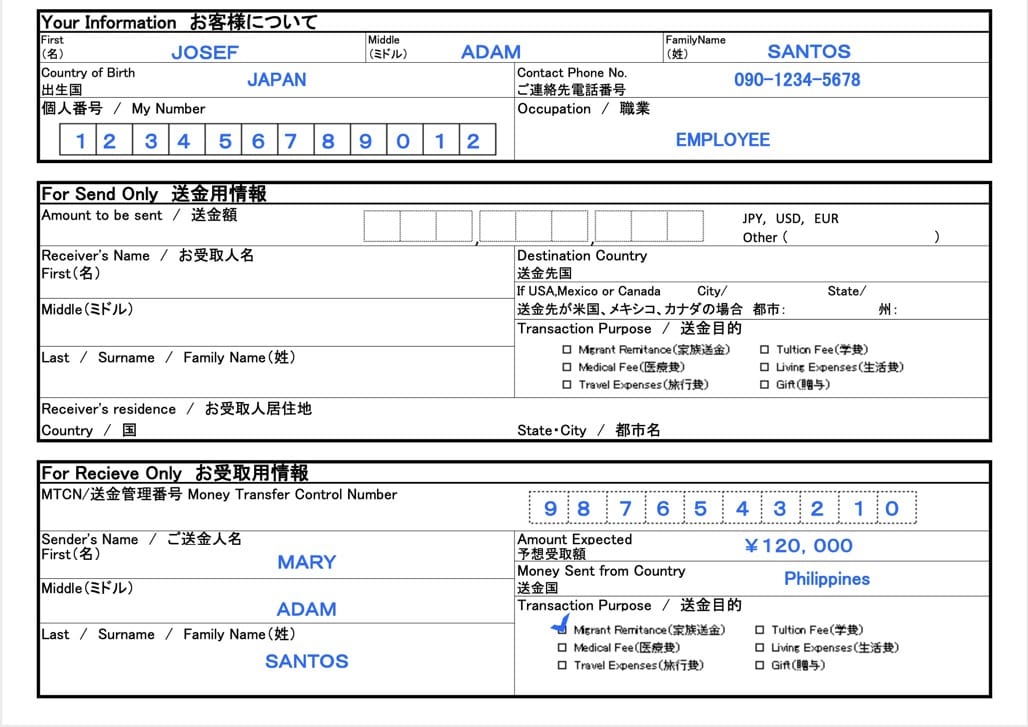 Your Information お客様について
First
(名) JOSEF
Middle
(ミドル) ADAM
FamilyName
(姓) SANTOS
Country of Birth
出生国 JAPAN
Contact Phone No.
ご連絡先電話番号 090-1234-5678
個人番号 / My Number
1 2 3 4 5 6 7 8 9 0 1 2
Occupation / 職業
EMPLOYEE
For Send Only 送金用情報
Amount to be sent / 送金額
, ,
JPY, USD, EUR
Other ( )
Receiver's Name / お受取人名
First(名)
Middle(ミドル)
Last / Surname / Family Name(姓)
Destination Country
送金先国
If USA,Mexico or Canada City/ State/
送金先が米国、メキシコ、カナダの場合 都市: 州:
Transaction Purpose / 送金目的
□ Migrant Remittance(家族送金) □ Tultion Fee(学費)
□ Medical Fee(医療費) □ Living Expenses(生活費)
□ Travel Expenses(旅行費) □ Gift(贈与)
Receiver's residence / お受取人居住地
Country / 国 State・City / 都市名
For Recieve Only お受取用情報
MTCN/送金管理番号 Money Transfer Control Number
9 8 7 6 5 4 3 2 1 0
Sender's Name / ご送金人名
First(名)
MARY
Middle(ミドル)
ADAM
Last / Surname / Family Name(姓)
SANTOS
Amount Expected
予想受取額 ¥120, 000
Money Sent from Country
送金国 Philippines
Transaction Purpose / 送金目的
☑ Migrant Remittance(家族送金) □ Tultion Fee(学費)
□ Medical Fee(医療費) □ Living Expenses(生活費)
□ Travel Expenses(旅行費) □ Gift(贈与)